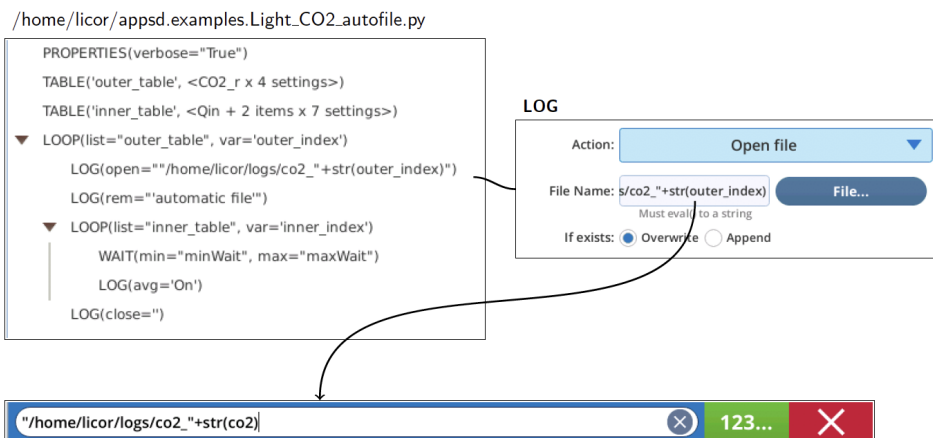 /home/licor/appsd.examples.Light_CO2_autofile.py
PROPERTIES(verbose="True")
TABLE('outer_table', <CO2_r x 4 settings>)
TABLE('inner_table', <Qin + 2 items x 7 settings>)
LOOP(list="outer_table", var='outer_index')
LOG(open=""/home/licor/logs/co2_"+str(outer_index)")
LOG(rem="'automatic file'")
LOOP(list="inner_table", var='inner_index')
WAIT(min="minWait", max="maxWait")
LOG(avg='On')
LOG(close='')
LOG
Action: Open file
File Name: s/co2_"+str(outer_index) File...
Must eval() to a string
If exists: Overwrite Append
"/home/licor/logs/co2_"+str(co2) 123...